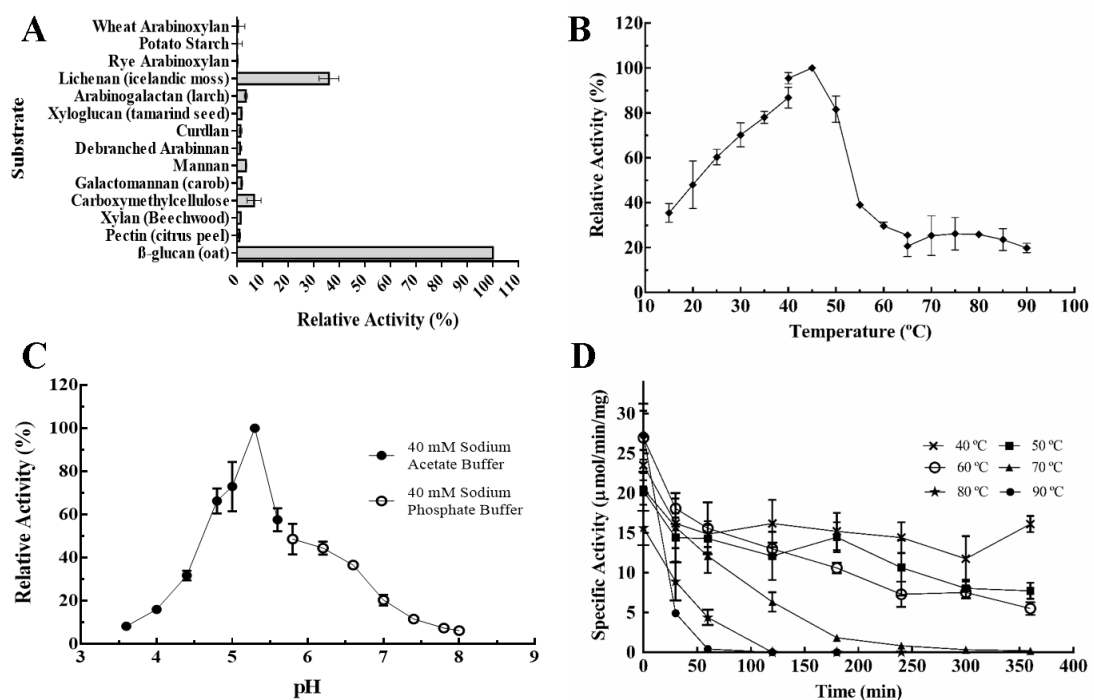 A
Substrate
Wheat Arabinoxylan
Potato Starch
Rye Arabinoxylan
Lichenan (icelandic moss)
Arabinogalactan (larch)
Xyloglucan (tamarind seed)
Curdlan
Debranched Arabinnan
Mannan
Galactomannan (carob)
Carboxymethylcellulose
Xylan (Beechwood)
Pectin (citrus peel)
ß-glucan (oat)
0 10 20 30 40 50 60 70 80 90 100 110
Relative Activity (%)
B
Relative Activity (%)
120
100
80
60
40
20
0
10 20 30 40 50 60 70 80 90 100
Temperature (ºC)
C
Relative Activity (%)
120
100
80
60
40
20
0
40 mM Sodium
Acetate Buffer
40 mM Sodium
Phosphate Buffer
3 4 5 6 7 8 9
pH
D
Specific Activity (µmol/min/mg)
30
25
20
15
10
5
0
40 ºC 50 ºC
60 ºC 70 ºC
80 ºC 90 ºC
0 50 100 150 200 250 300 350 400
Time (min)